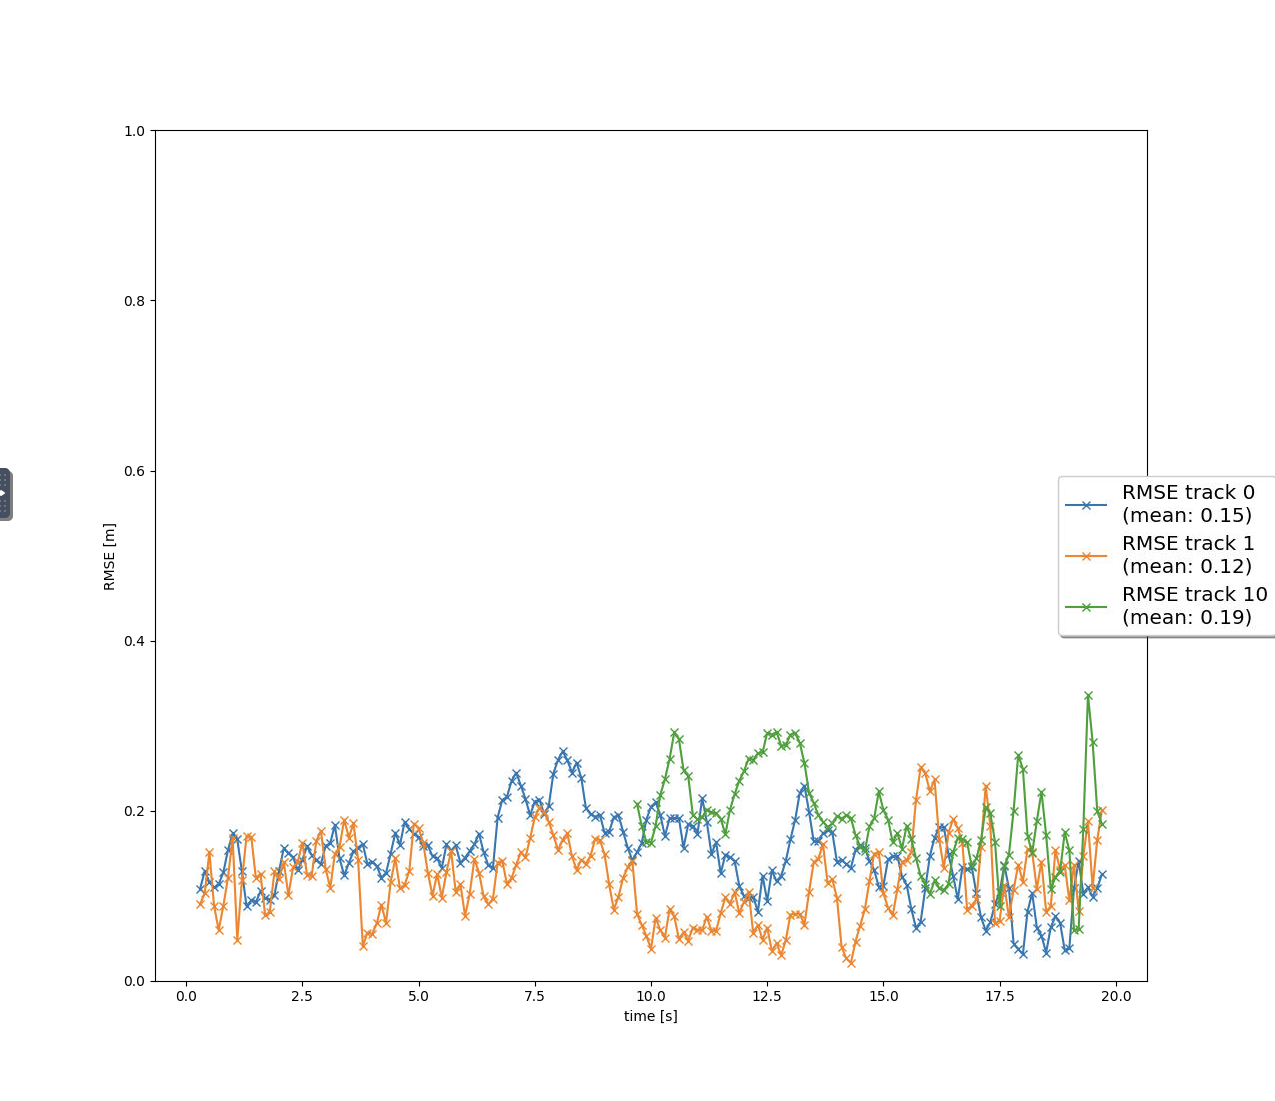 1.0
0.8
0.6
0.4
0.2
0.0
RMSE [m]
0.0 2.5 5.0 7.5 10.0 12.5 15.0 17.5 20.0
time [s]
RMSE track 0
(mean: 0.15)
RMSE track 1
(mean: 0.12)
RMSE track 10
(mean: 0.19)